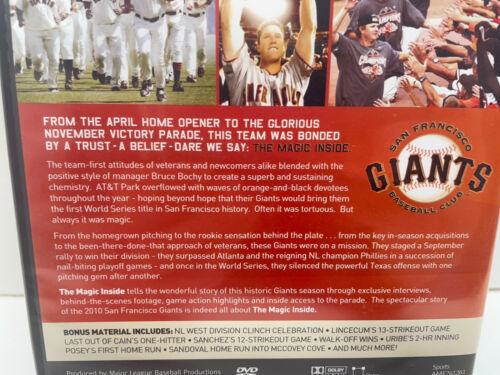 FROM THE APRIL HOME OPENER TO THE GLORIOUS
NOVEMBER VICTORY PARADE, THIS TEAM WAS BONDED
BY A TRUST - A BELIEF - DARE WE SAY: THE MAGIC INSIDE.
The team-first attitudes of veterans and newcomers alike blended with the
positive style of manager Bruce Bochy to create a superb and sustaining
chemistry. AT&T Park overflowed with waves of orange-and-black devotees
throughout the year - hoping beyond hope that their Giants would bring them
the first World Series title in San Francisco history. Often it was tortuous. But
always it was magic.
From the homegrown pitching to the rookie sensation behind the plate . . . from the key in-season acquisitions
to the been-there-done-that approach of veterans, these Giants were on a mission. They staged a September
rally to win their division - they surpassed Atlanta and the reigning NL champion Phillies in a succession of
nail-biting playoff games - and once in the World Series, they silenced the powerful Texas offense with one
pitching gem after another.
The Magic Inside tells the wonderful story of this historic Giants season through exclusive interviews,
behind-the-scenes footage, game action highlights and inside access to the parade. The spectacular story
of the 2010 San Francisco Giants is indeed all about The Magic Inside.
SAN FRANCISCO
GIANTS
BASEBALL CLUB
BONUS MATERIAL INCLUDES: NL WEST DIVISION CLINCH CELEBRATION • LINCECUM'S 13-STRIKEOUT GAME
LAST OUT OF CAIN'S ONE-HITTER • SANCHEZ'S 12-STRIKEOUT GAME • WALK-OFF WINS • URIBE'S 2-HR INNING
POSEY'S FIRST HOME RUN • SANDOVAL HOME RUN INTO MCCOVEY COVE • AND MUCH MORE!
Produced by Major League Baseball Productions
DVD
DOLBY
Sports